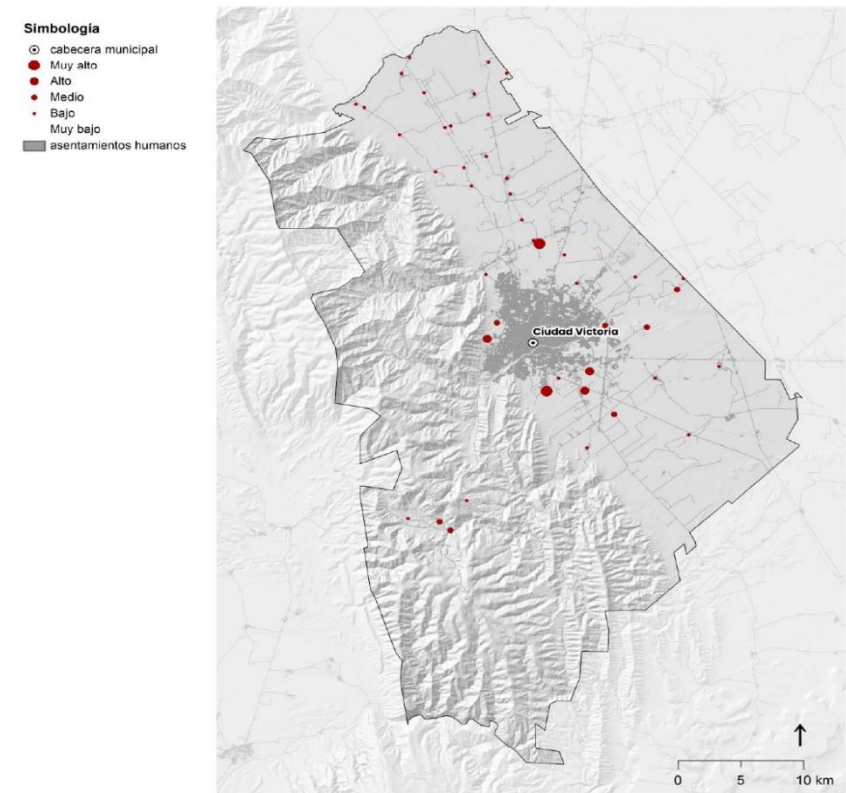 Simbología
cabecera municipal
Muy alto
Alto
Medio
Bajo
Muy bajo
asentamientos humanos
Ciudad Victoria
0 5 10 km